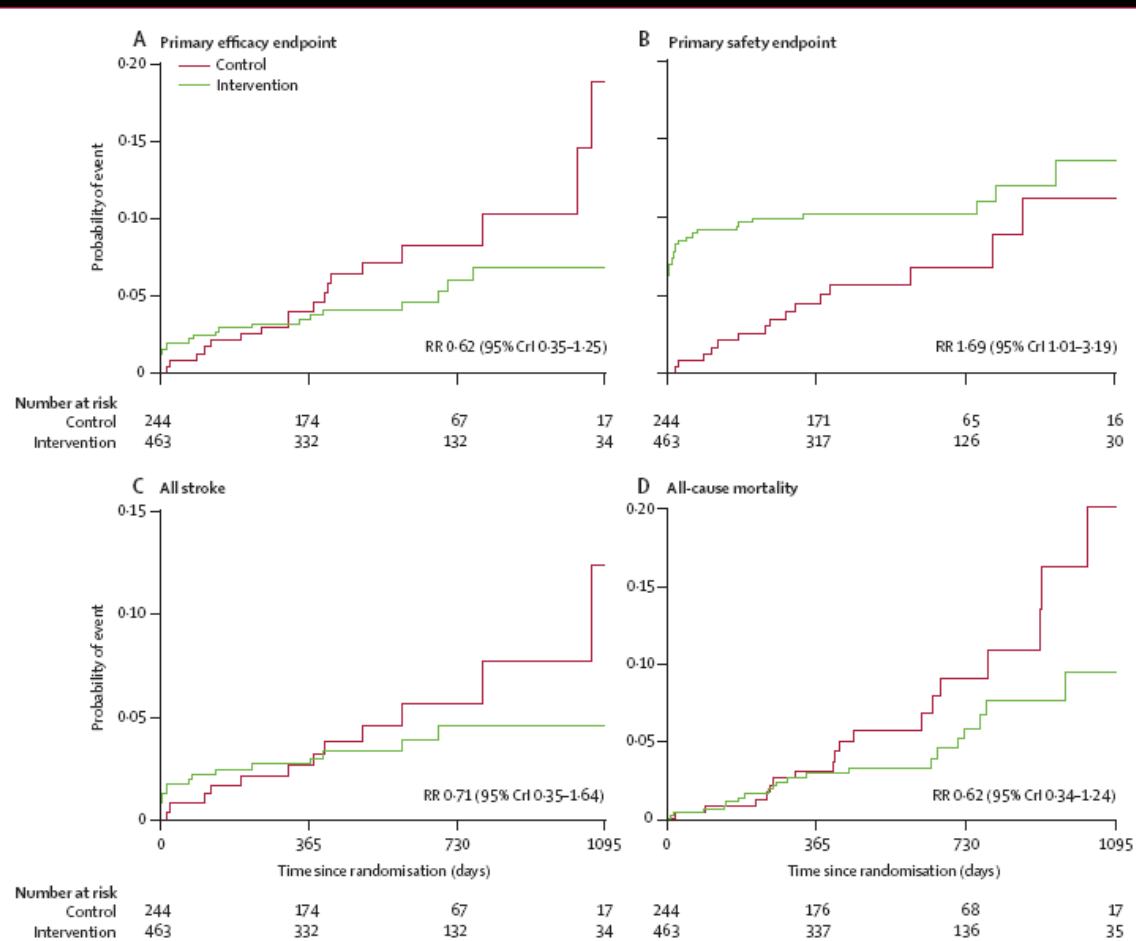 A Primary efficacy endpoint
Control
Intervention
0·20
0·15
0·10
0·05
0
Probability of event
RR 0·62 (95% CrI 0·35–1·25)
B Primary safety endpoint
RR 1·69 (95% CrI 1·01–3·19)
Number at risk
Control 244 174 67 17 244 171 65 16
Intervention 463 332 132 34 463 317 126 30
C All stroke
0·15
0·10
0·05
0
Probability of event
RR 0·71 (95% CrI 0·35–1·64)
0 365 730 1095
Time since randomisation (days)
D All-cause mortality
0·20
0·15
0·10
0·05
0
RR 0·62 (95% CrI 0·34–1·24)
0 365 730 1095
Time since randomisation (days)
Number at risk
Control 244 174 67 17 244 176 68 17
Intervention 463 332 132 34 463 337 136 35